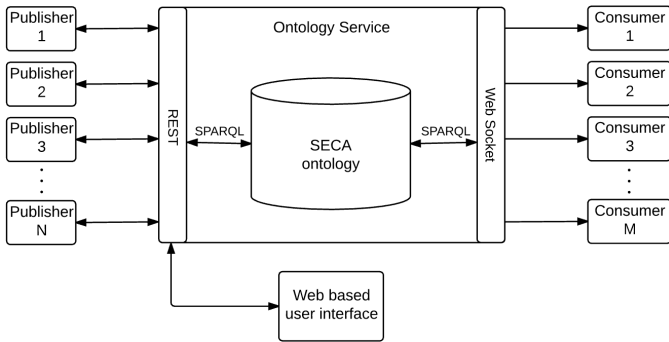 Publisher
1
Publisher
2
Publisher
3
Publisher
N
REST
Ontology Service
SPARQL
SECA
ontology
SPARQL
Web Socket
Consumer
1
Consumer
2
Consumer
3
Consumer
M
Web based
user interface